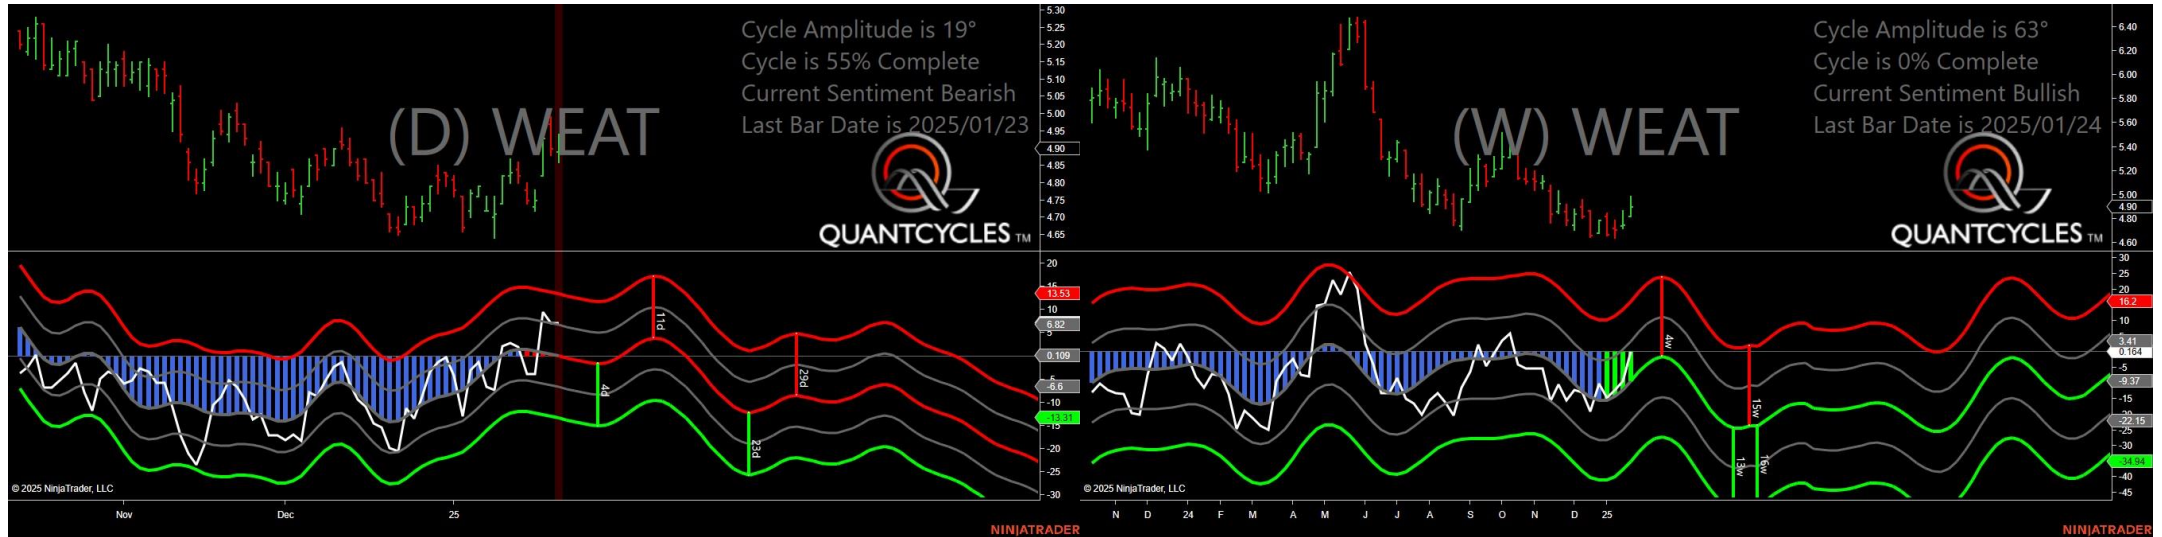 Cycle Amplitude is 19°
Cycle is 55% Complete
Current Sentiment Bearish
Last Bar Date is 2025/01/23
(D) WEAT
QUANTCYCLES TM
5.30
5.25
5.20
5.15
5.10
5.05
5.00
4.95
4.90
4.85
4.80
4.75
4.70
4.65
20
15
13.53
10
6.82
5
0.109
-5
-6.6
-10
-13.31
-15
-20
-25
-30
4d
11d
23d
29d
© 2025 NinjaTrader, LLC
Nov
Dec
25
NINJATRADER
Cycle Amplitude is 63°
Cycle is 0% Complete
Current Sentiment Bullish
Last Bar Date is 2025/01/24
(W) WEAT
QUANTCYCLES TM
6.40
6.20
6.00
5.80
5.60
5.40
5.20
5.00
4.90
4.80
4.60
30
25
20
16.2
10
3.41
0.164
-5
-9.37
-15
-22.15
-25
-30
-34.94
-40
-45
4w
15w
13w
16w
© 2025 NinjaTrader, LLC
N D 24 F M A M J J A S O N D 25
NINJATRADER